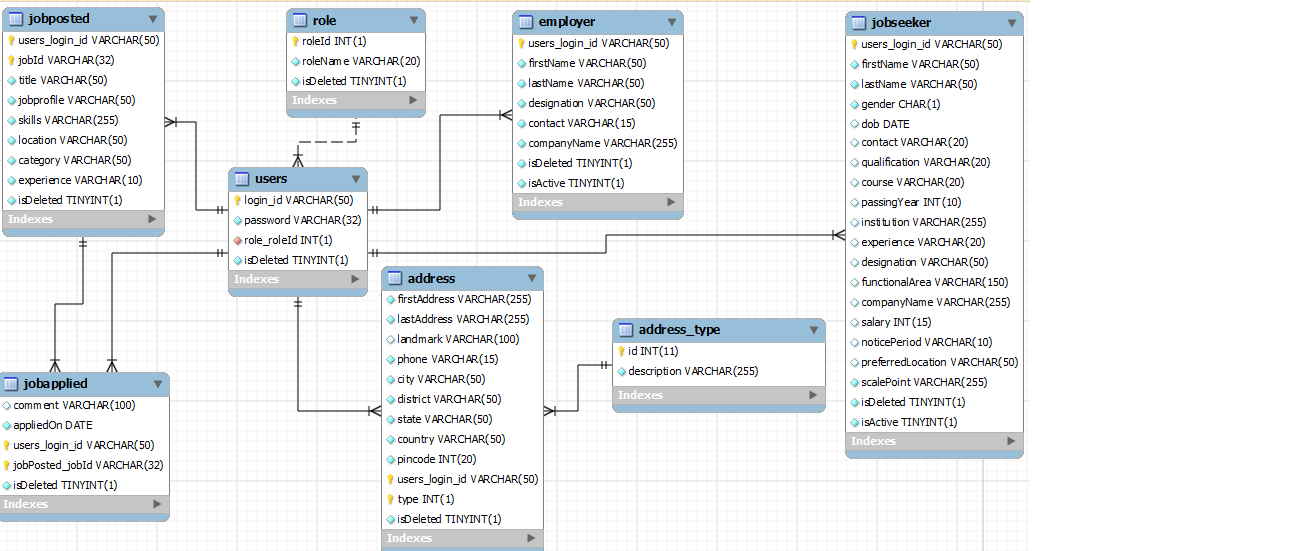 jobposted
users_login_id VARCHAR(50)
jobId VARCHAR(32)
title VARCHAR(50)
jobprofile VARCHAR(50)
skills VARCHAR(255)
location VARCHAR(50)
category VARCHAR(50)
experience VARCHAR(10)
isDeleted TINYINT(1)
Indexes
role
roleId INT(1)
roleName VARCHAR(20)
isDeleted TINYINT(1)
Indexes
employer
users_login_id VARCHAR(50)
firstName VARCHAR(50)
lastName VARCHAR(50)
designation VARCHAR(50)
contact VARCHAR(15)
companyName VARCHAR(255)
isDeleted TINYINT(1)
isActive TINYINT(1)
Indexes
jobseeker
users_login_id VARCHAR(50)
firstName VARCHAR(50)
lastName VARCHAR(50)
gender CHAR(1)
dob DATE
contact VARCHAR(20)
qualification VARCHAR(20)
course VARCHAR(20)
passingYear INT(10)
institution VARCHAR(255)
experience VARCHAR(20)
designation VARCHAR(50)
functionalArea VARCHAR(150)
companyName VARCHAR(255)
salary INT(15)
noticePeriod VARCHAR(10)
preferredLocation VARCHAR(50)
scalePoint VARCHAR(255)
isDeleted TINYINT(1)
isActive TINYINT(1)
Indexes
users
login_id VARCHAR(50)
password VARCHAR(32)
role_roleId INT(1)
isDeleted TINYINT(1)
Indexes
address
firstAddress VARCHAR(255)
lastAddress VARCHAR(255)
landmark VARCHAR(100)
phone VARCHAR(15)
city VARCHAR(50)
district VARCHAR(50)
state VARCHAR(50)
country VARCHAR(50)
pincode INT(20)
users_login_id VARCHAR(50)
type INT(1)
isDeleted TINYINT(1)
Indexes
address_type
id INT(11)
description VARCHAR(255)
Indexes
jobapplied
comment VARCHAR(100)
appliedOn DATE
users_login_id VARCHAR(50)
jobPosted_jobId VARCHAR(32)
isDeleted TINYINT(1)
Indexes